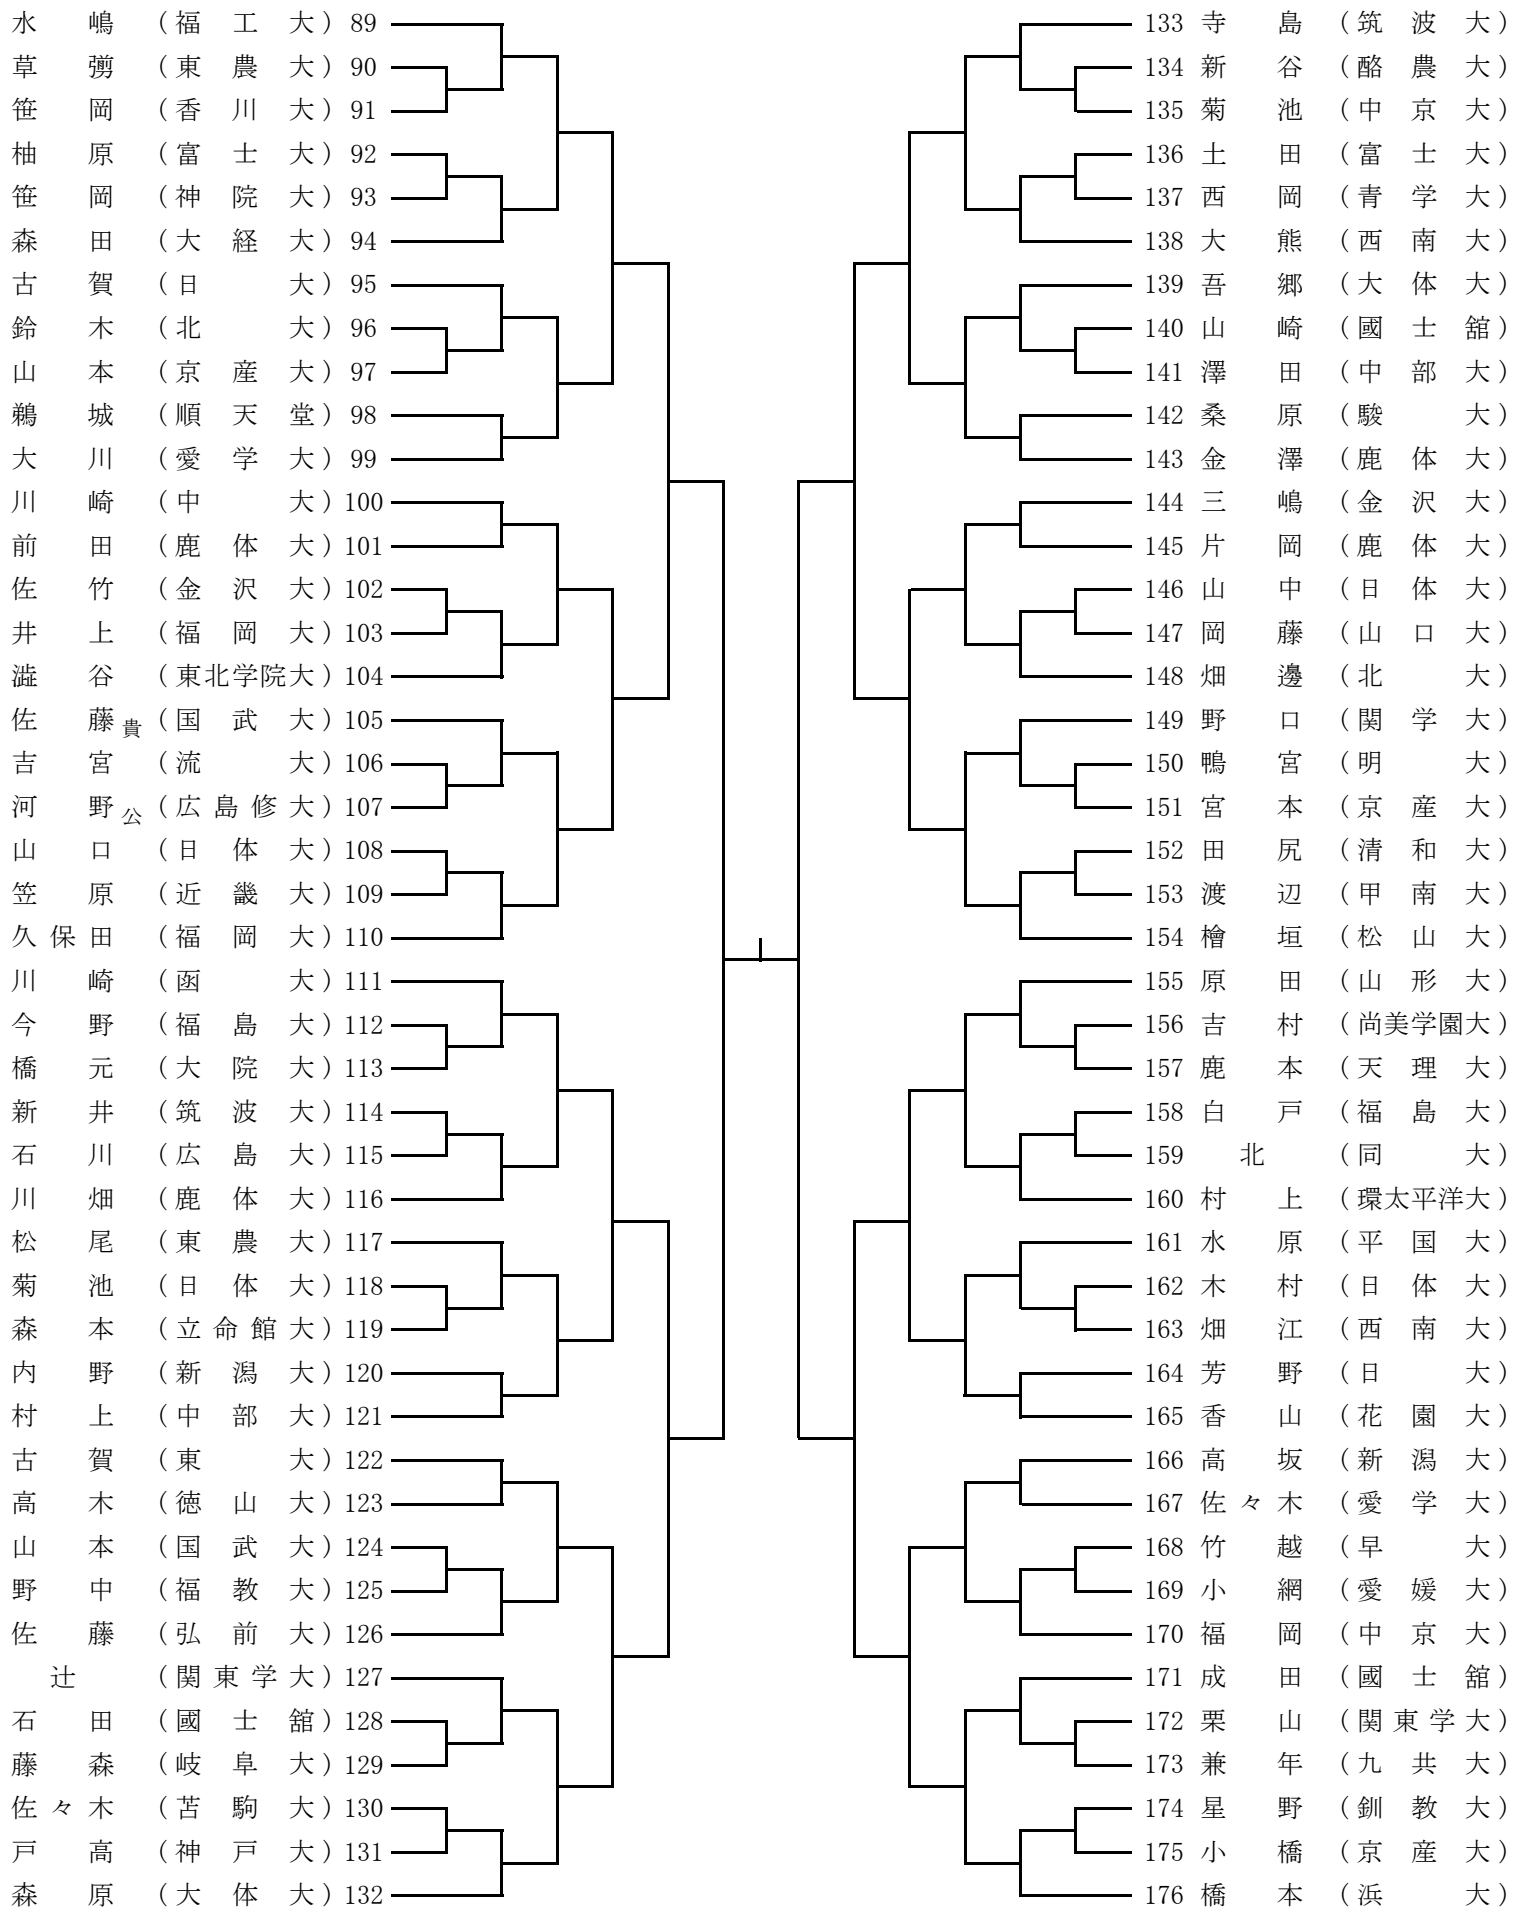 水嶋（福工大）89
草彅（東農大）90
笹岡（香川大）91
柚原（富士大）92
笹岡（神院大）93
森田（大経大）94
古賀（日大）95
鈴木（北大）96
山本（京産大）97
鵜城（順天堂）98
大川（愛学大）99
川崎（中大）100
前田（鹿体大）101
佐竹（金沢大）102
井上（福岡大）103
澁谷（東北学院大）104
佐藤貴（国武大）105
吉宮（流大）106
河野公（広島修大）107
山口（日体大）108
笠原（近畿大）109
久保田（福岡大）110
川崎（函大）111
今野（福島大）112
橋元（大院大）113
新井（筑波大）114
石川（広島大）115
川畑（鹿体大）116
松尾（東農大）117
菊池（日体大）118
森本（立命館大）119
内野（新潟大）120
村上（中部大）121
古賀（東大）122
高木（徳山大）123
山本（国武大）124
野中（福教大）125
佐藤（弘前大）126
辻（関東学大）127
石田（國士舘）128
藤森（岐阜大）129
佐々木（苫駒大）130
戸高（神戸大）131
森原（大体大）132
133 寺島（筑波大）
134 新谷（酪農大）
135 菊池（中京大）
136 土田（富士大）
137 西岡（青学大）
138 大熊（西南大）
139 吾郷（大体大）
140 山崎（國士舘）
141 澤田（中部大）
142 桑原（駿大）
143 金澤（鹿体大）
144 三嶋（金沢大）
145 片岡（鹿体大）
146 山中（日体大）
147 岡藤（山口大）
148 畑邊（北大）
149 野口（関学大）
150 鴨宮（明大）
151 宮本（京産大）
152 田尻（清和大）
153 渡辺（甲南大）
154 檜垣（松山大）
155 原田（山形大）
156 吉村（尚美学園大）
157 鹿本（天理大）
158 白戸（福島大）
159 北（同大）
160 村上（環太平洋大）
161 水原（平国大）
162 木村（日体大）
163 畑江（西南大）
164 芳野（日大）
165 香山（花園大）
166 高坂（新潟大）
167 佐々木（愛学大）
168 竹越（早大）
169 小網（愛媛大）
170 福岡（中京大）
171 成田（國士舘）
172 栗山（関東学大）
173 兼年（九共大）
174 星野（釧教大）
175 小橋（京産大）
176 橋本（浜大）